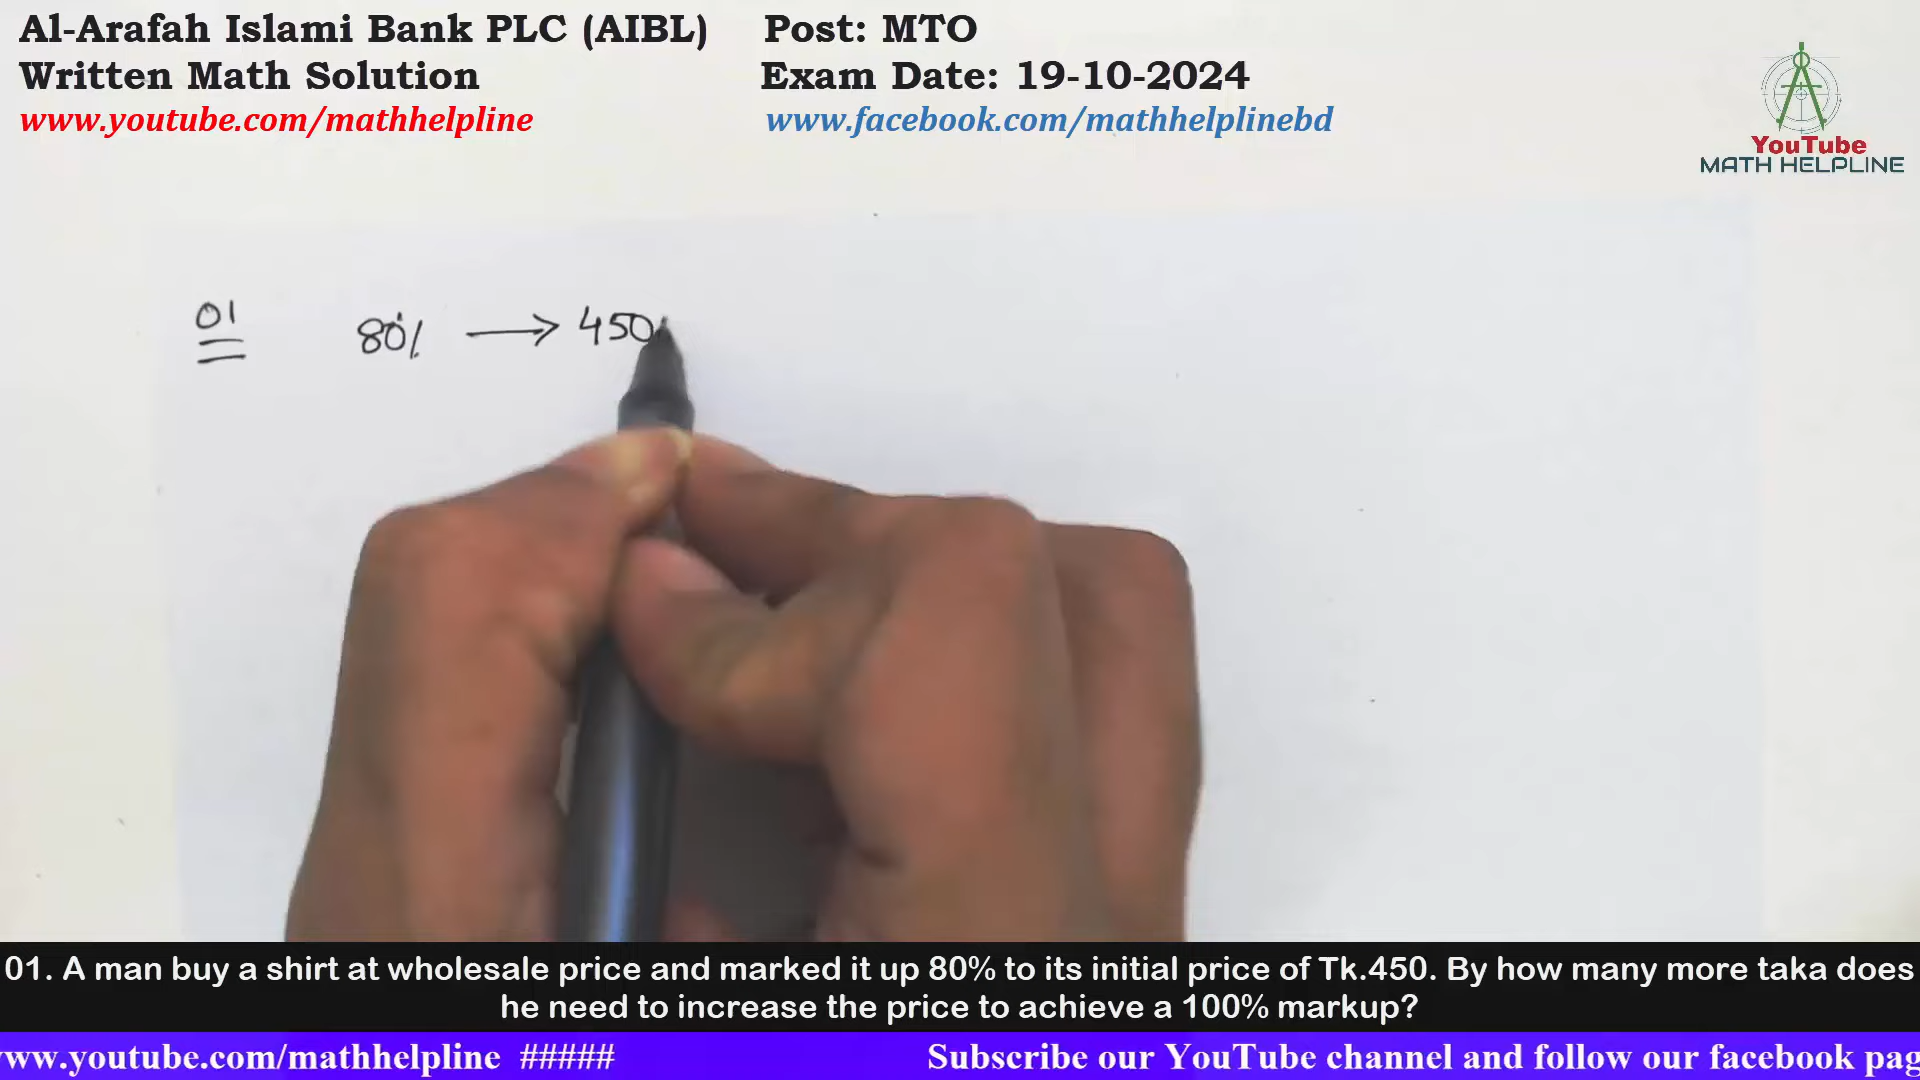 Al-Arafah Islami Bank PLC (AIBL) Post: MTO
Written Math Solution Exam Date: 19-10-2024
www.youtube.com/mathhelpline www.facebook.com/mathhelplinebd
YouTube
MATH HELPLINE
01 80% → 450
01. A man buy a shirt at wholesale price and marked it up 80% to its initial price of Tk.450. By how many more taka does
he need to increase the price to achieve a 100% markup?
www.youtube.com/mathhelpline ##### Subscribe our YouTube channel and follow our facebook pag